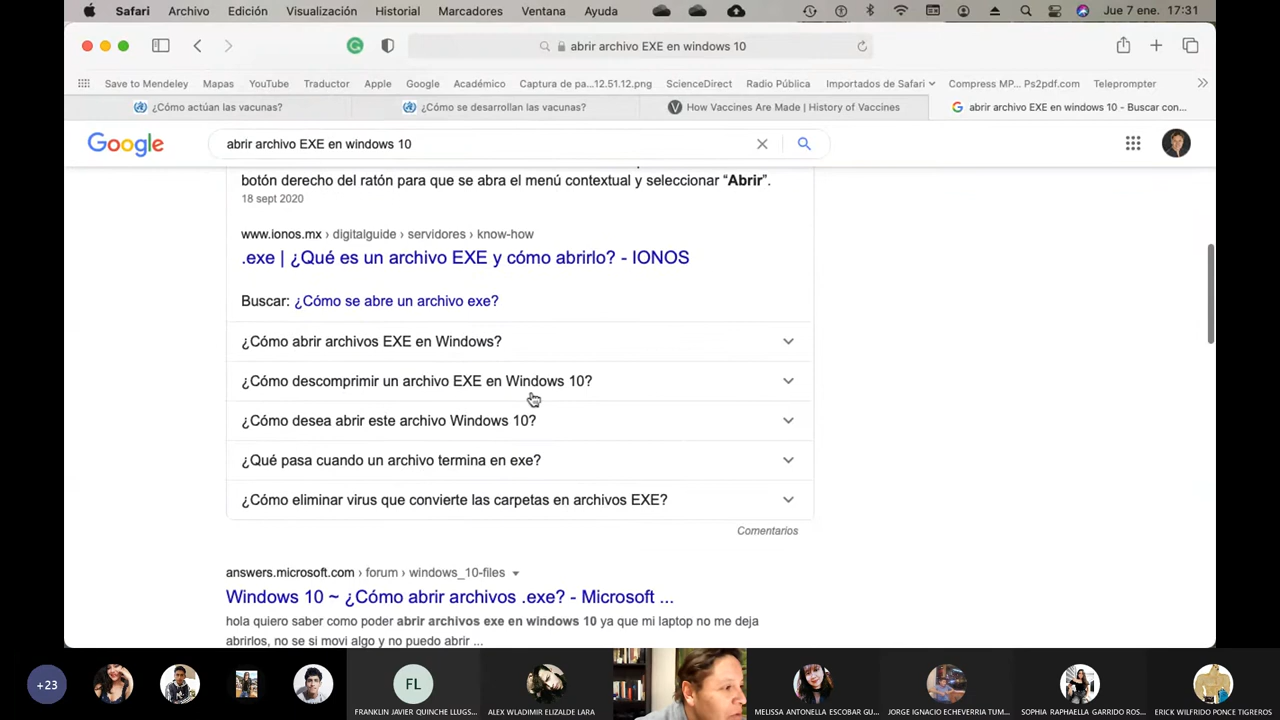 Safari Archivo Edición Visualización Historial Marcadores Ventana Ayuda Jue 7 ene. 17:31
abrir archivo EXE en windows 10
Save to Mendeley Mapas YouTube Traductor Apple Google Académico Captura de pa...12.51.12.png ScienceDirect Radio Pública Importados de Safari Compress MP... Ps2pdf.com Teleprompter
¿Cómo actúan las vacunas? ¿Cómo se desarrollan las vacunas? How Vaccines Are Made | History of Vaccines abrir archivo EXE en windows 10 - Buscar con...
Google abrir archivo EXE en windows 10
botón derecho del ratón para que se abra el menú contextual y seleccionar “Abrir”.
18 sept 2020
www.ionos.mx › digitalguide › servidores › know-how
.exe | ¿Qué es un archivo EXE y cómo abrirlo? - IONOS
Buscar: ¿Cómo se abre un archivo exe?
¿Cómo abrir archivos EXE en Windows?
¿Cómo descomprimir un archivo EXE en Windows 10?
¿Cómo desea abrir este archivo Windows 10?
¿Qué pasa cuando un archivo termina en exe?
¿Cómo eliminar virus que convierte las carpetas en archivos EXE?
Comentarios
answers.microsoft.com › forum › windows_10-files
Windows 10 ~ ¿Cómo abrir archivos .exe? - Microsoft ...
hola quiero saber como poder abrir archivos exe en windows 10 ya que mi laptop no me deja
abrirlos, no se si movi algo y no puedo abrir ...
+23 FL
FRANKLIN JAVIER QUINCHE LLUGS... ALEX WLADIMIR ELIZALDE LARA MELISSA ANTONELLA ESCOBAR GU... JORGE IGNACIO ECHEVERRIA TUM... SOPHIA RAPHAELLA GARRIDO ROS... ERICK WILFRIDO PONCE TIGREROS